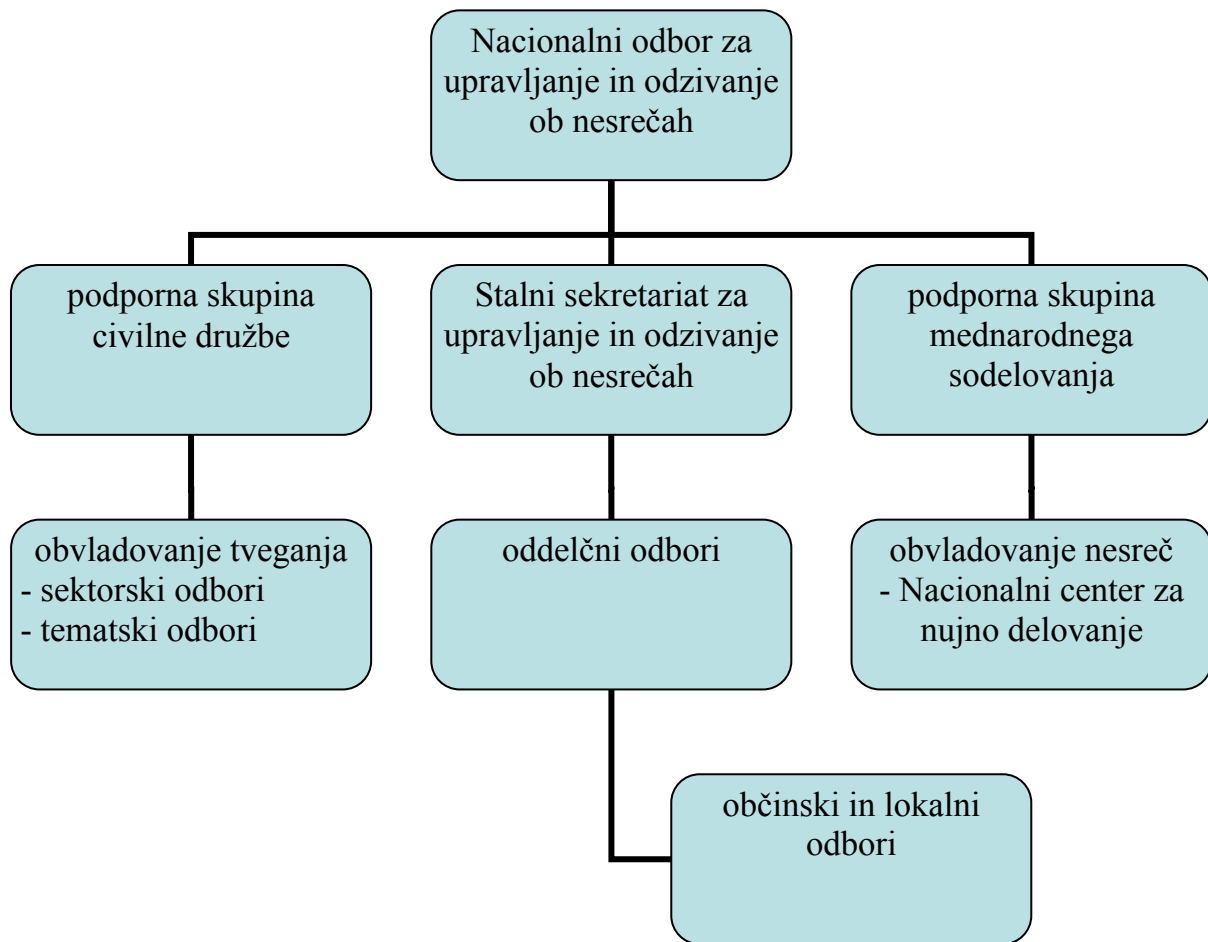 Nacionalni odbor za
upravljanje in odzivanje
ob nesrečah
podporna skupina
civilne družbe
Stalni sekretariat za
upravljanje in odzivanje
ob nesrečah
podporna skupina
mednarodnega
sodelovanja
obvladovanje tveganja
- sektorski odbori
- tematski odbori
oddelčni odbori
obvladovanje nesreč
- Nacionalni center za
nujno delovanje
občinski in lokalni
odbori